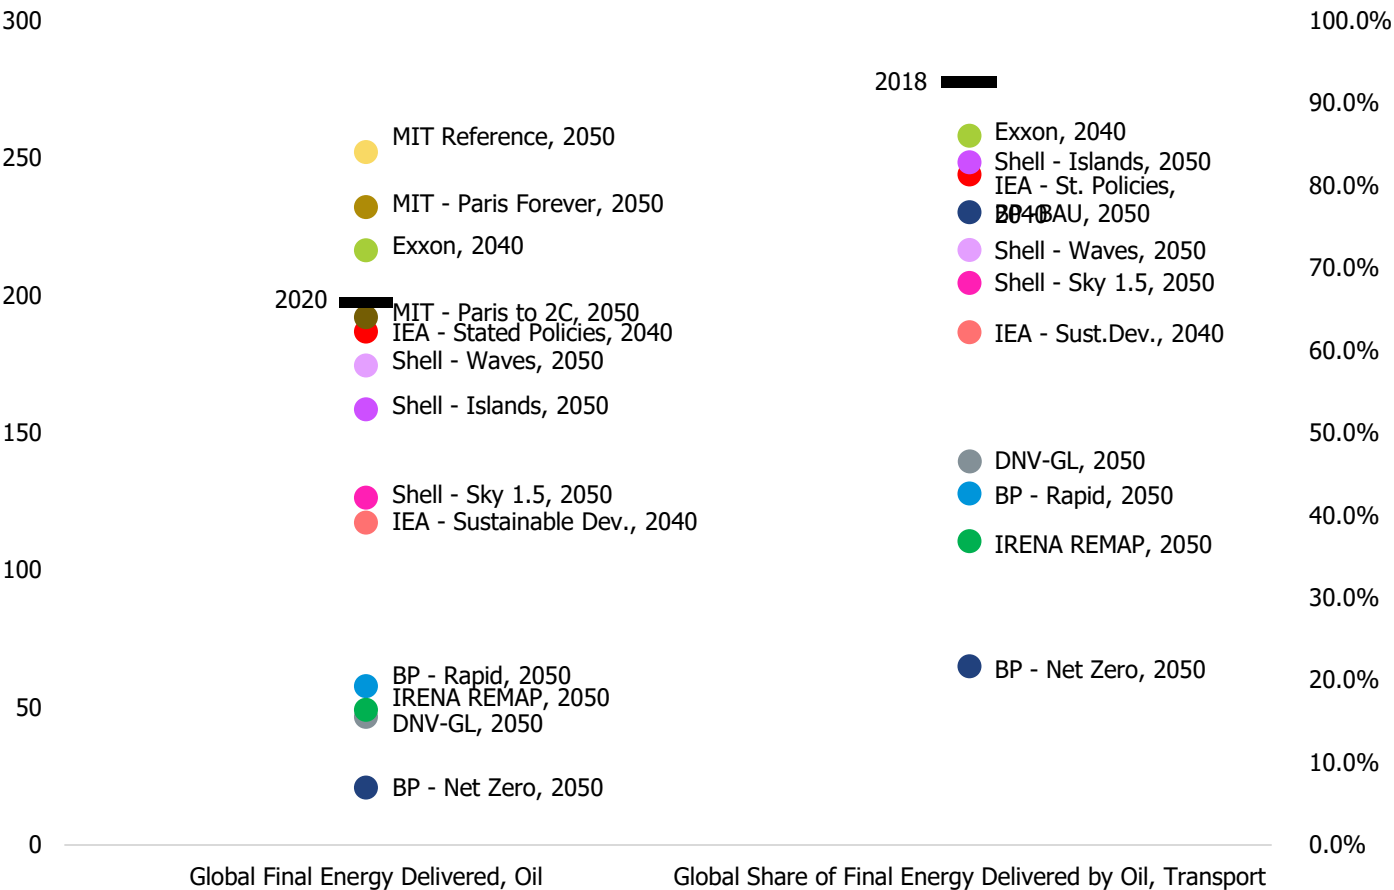 300
250
200
150
100
50
0
2020
MIT Reference, 2050
MIT - Paris Forever, 2050
Exxon, 2040
MIT - Paris to 2C, 2050
IEA - Stated Policies, 2040
Shell - Waves, 2050
Shell - Islands, 2050
Shell - Sky 1.5, 2050
IEA - Sustainable Dev., 2040
BP - Rapid, 2050
IRENA REMAP, 2050
DNV-GL, 2050
BP - Net Zero, 2050
2018
Exxon, 2040
Shell - Islands, 2050
IEA - St. Policies,
2040
BP -BAU, 2050
Shell - Waves, 2050
Shell - Sky 1.5, 2050
IEA - Sust.Dev., 2040
DNV-GL, 2050
BP - Rapid, 2050
IRENA REMAP, 2050
BP - Net Zero, 2050
100.0%
90.0%
80.0%
70.0%
60.0%
50.0%
40.0%
30.0%
20.0%
10.0%
0.0%
Global Final Energy Delivered, Oil
Global Share of Final Energy Delivered by Oil, Transport